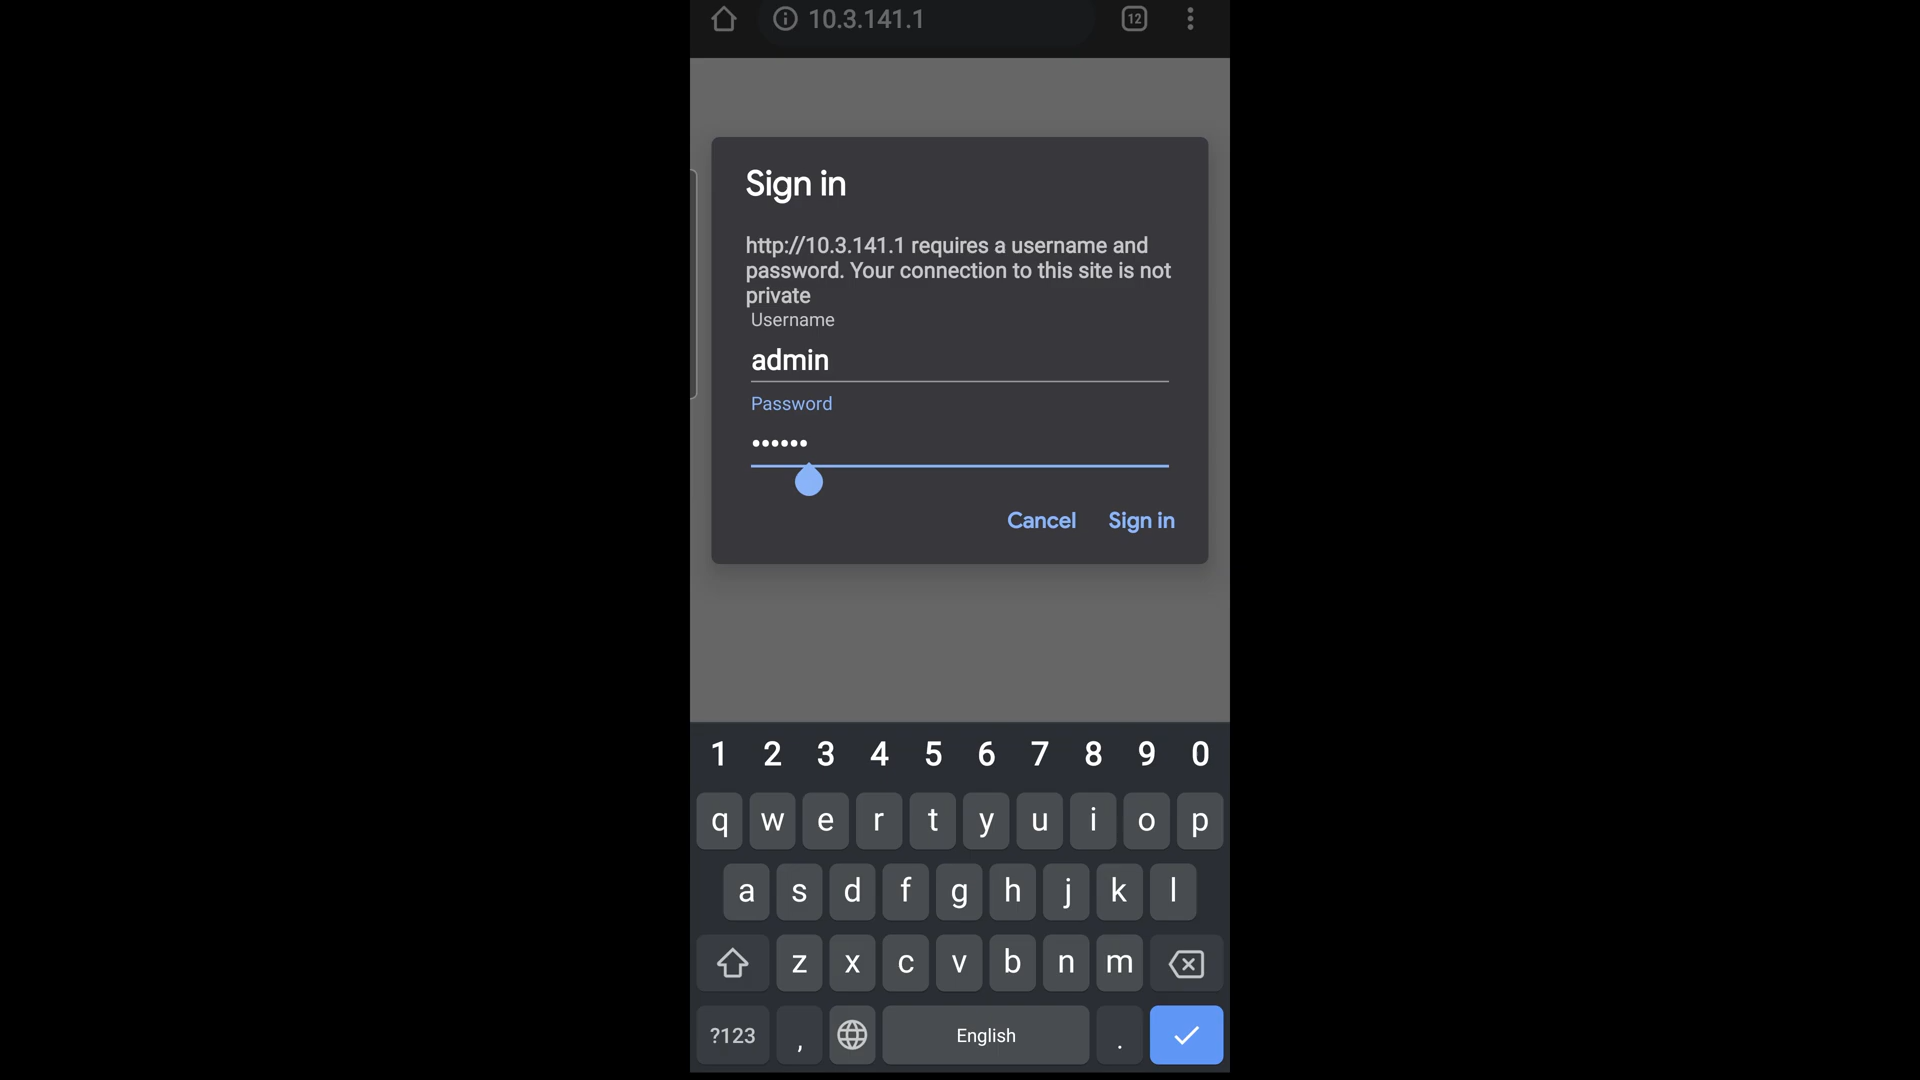 10.3.141.1 12
Sign in
http://10.3.141.1 requires a username and
password. Your connection to this site is not
private
Username
admin
Password
••••••
Cancel Sign in
1 2 3 4 5 6 7 8 9 0
q w e r t y u i o p
a s d f g h j k l
z x c v b n m
?123 , English .